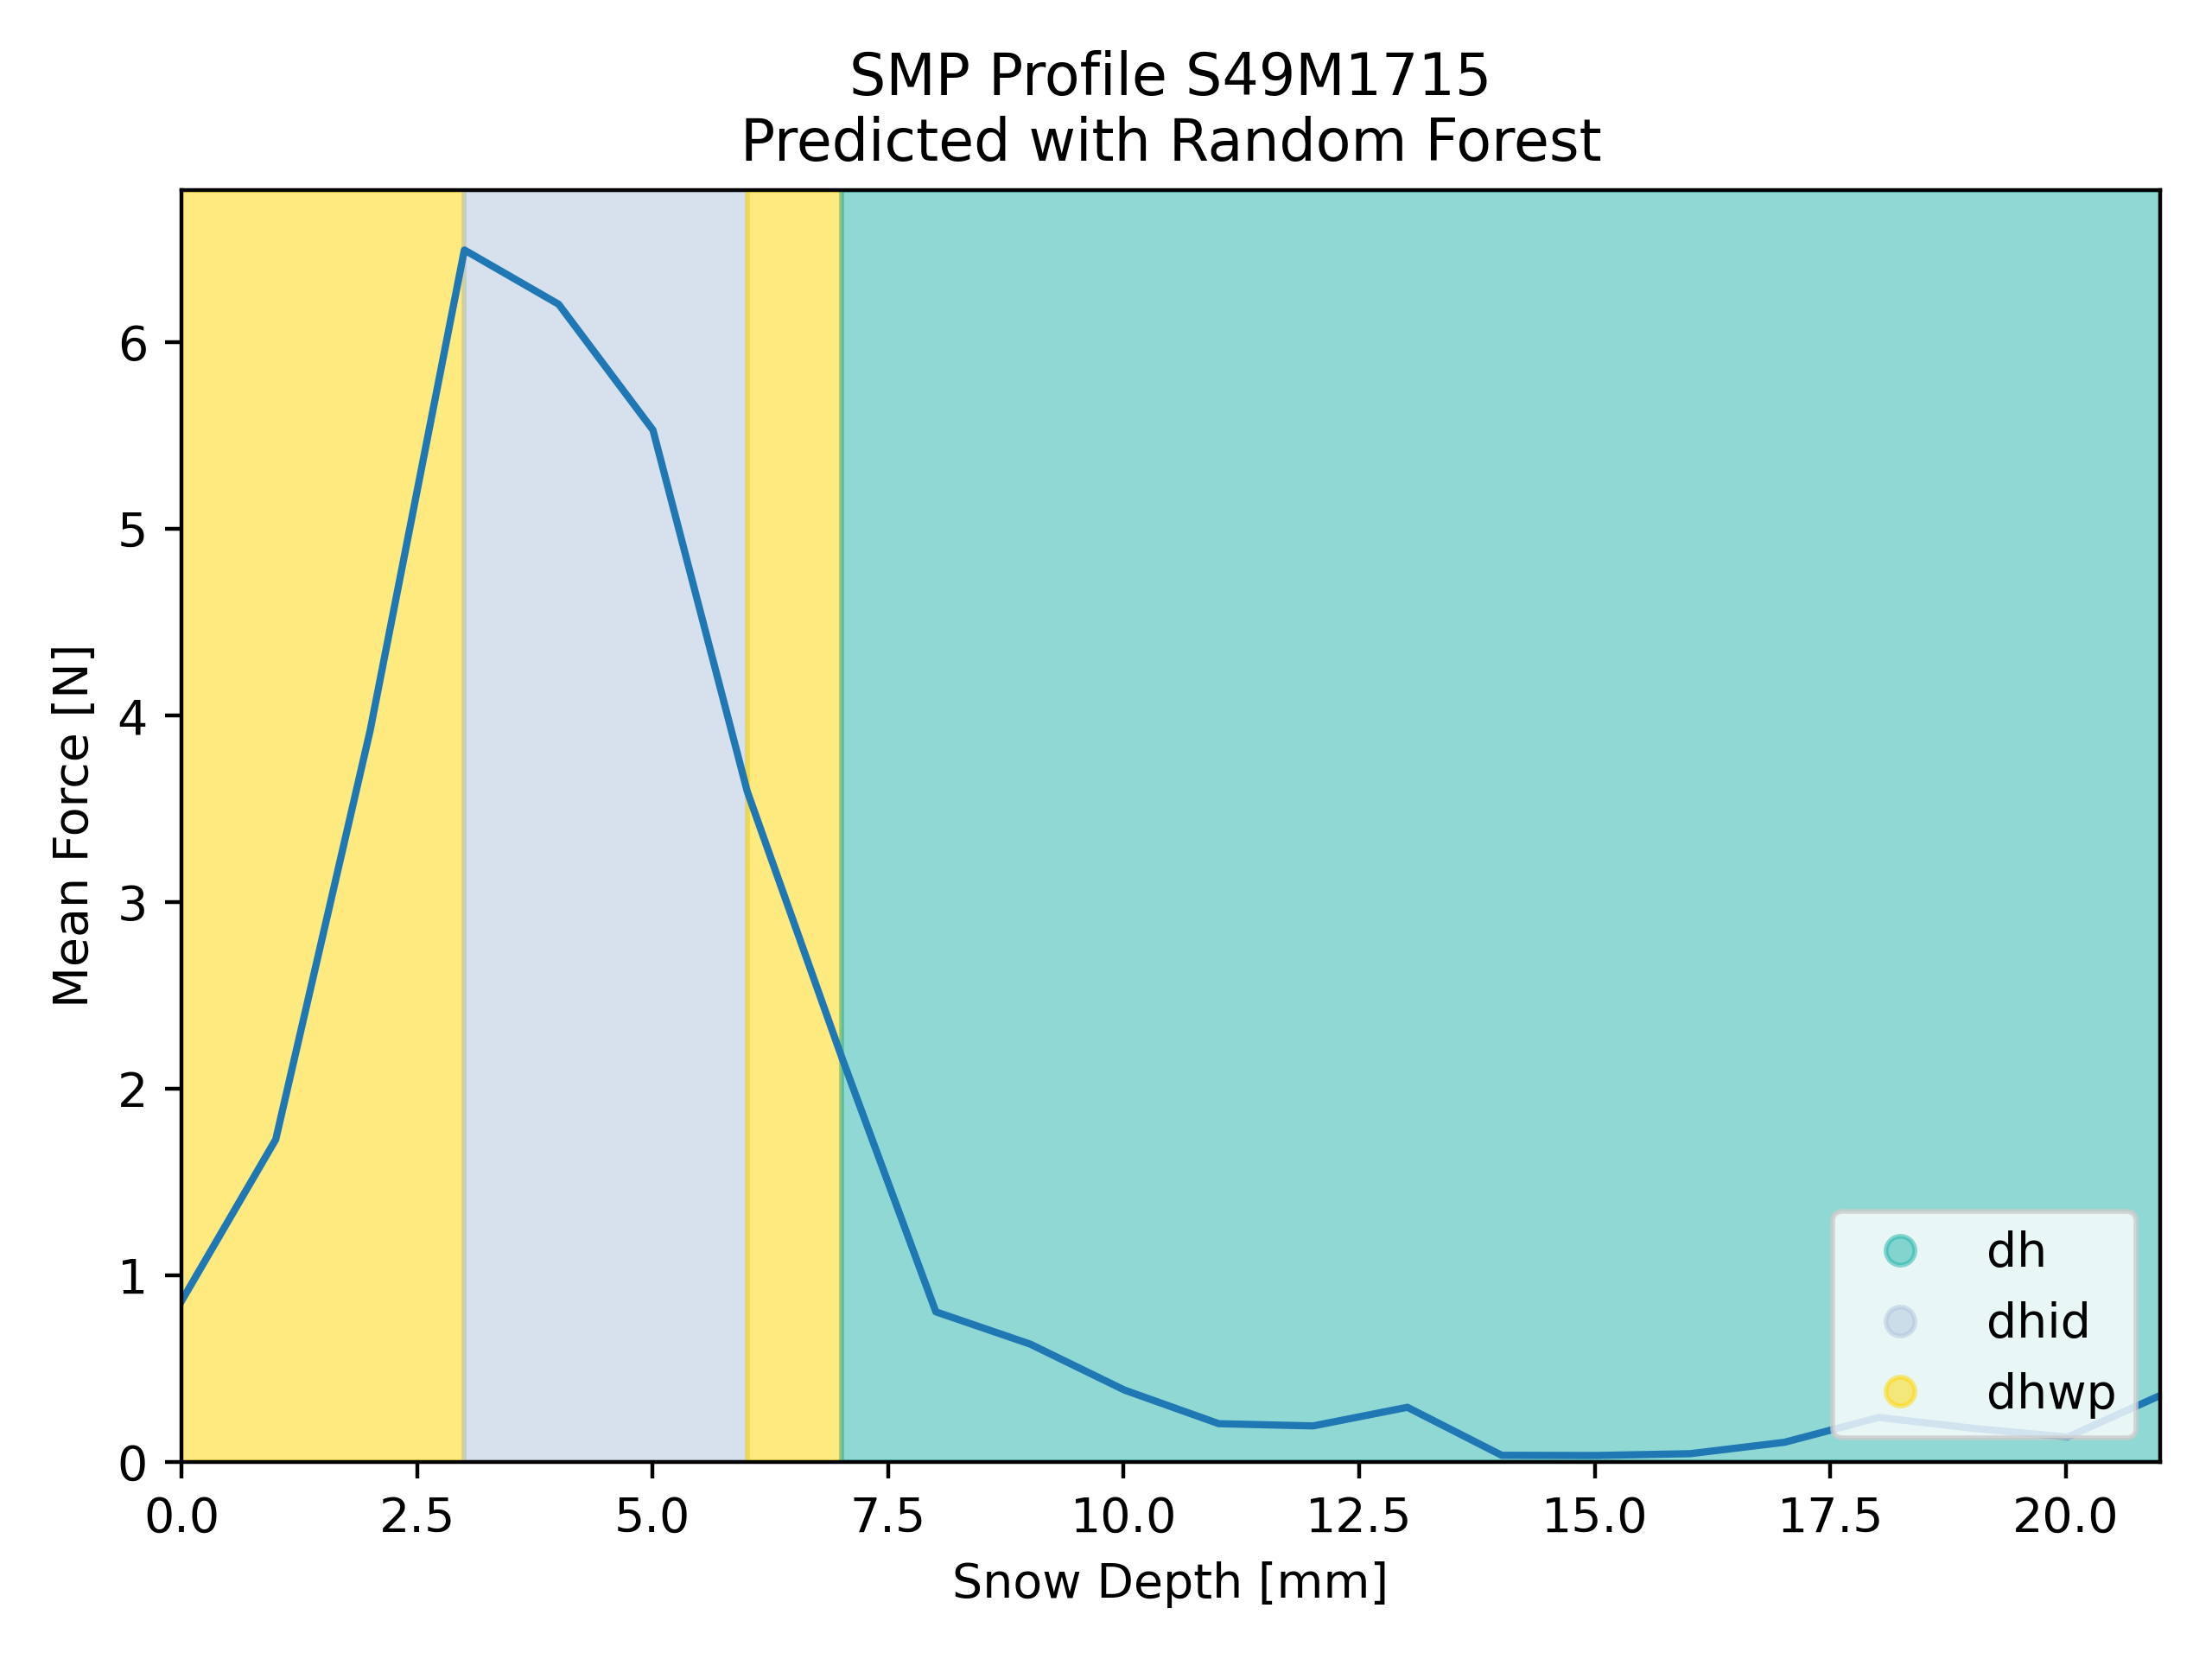 SMP Profile S49M1715
Predicted with Random Forest
Mean Force [N]
6
5
4
3
2
1
0
0.0 2.5 5.0 7.5 10.0 12.5 15.0 17.5 20.0
Snow Depth [mm]
dh
dhid
dhwp